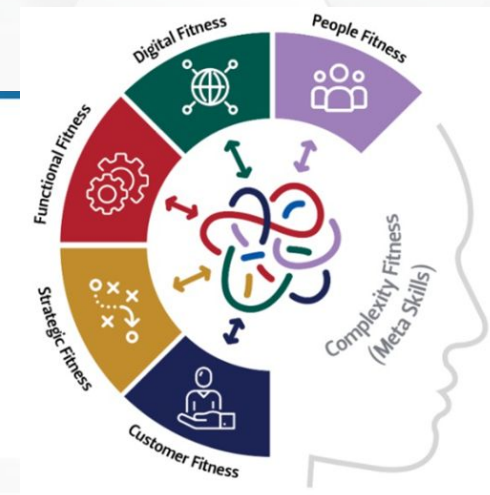 People Fitness
Digital Fitness
Functional Fitness
Strategic Fitness
Customer Fitness
Complexity Fitness
(Meta Skills)